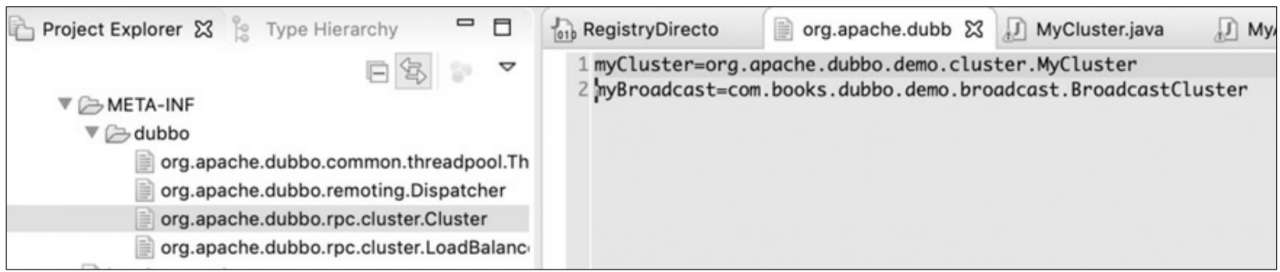 Project Explorer
Type Hierarchy
META-INF
dubbo
org.apache.dubbo.common.threadpool.Th
org.apache.dubbo.remoting.Dispatcher
org.apache.dubbo.rpc.cluster.Cluster
org.apache.dubbo.rpc.cluster.LoadBalanc
RegistryDirecto
org.apache.dubb
MyCluster.java
My
1 myCluster=org.apache.dubbo.demo.cluster.MyCluster
2 myBroadcast=com.books.dubbo.demo.broadcast.BroadcastCluster